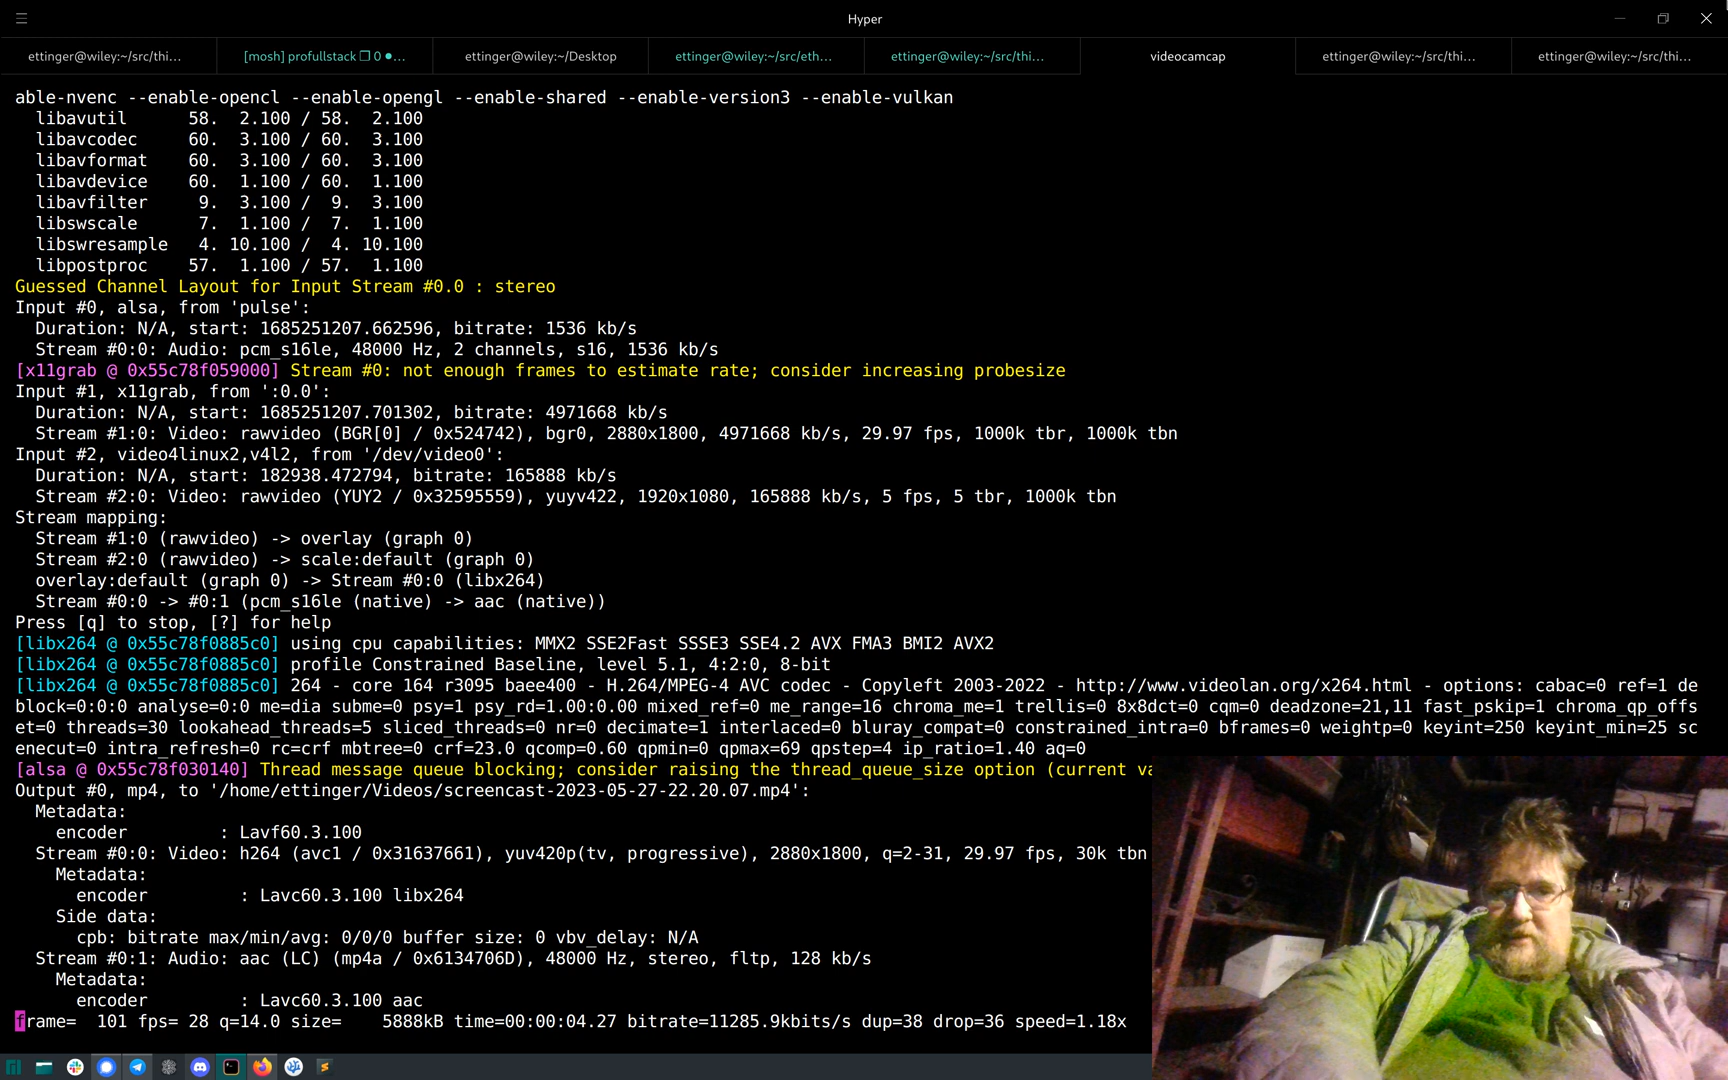 Hyper
ettinger@wiley:~/src/thi...
[mosh] profullstack ❐ 0 ●...
ettinger@wiley:~/Desktop
ettinger@wiley:~/src/eth...
ettinger@wiley:~/src/thi...
videocamcap
ettinger@wiley:~/src/thi...
ettinger@wiley:~/src/thi...
able-nvenc --enable-opencl --enable-opengl --enable-shared --enable-version3 --enable-vulkan
libavutil      58.  2.100 / 58.  2.100
libavcodec     60.  3.100 / 60.  3.100
libavformat    60.  3.100 / 60.  3.100
libavdevice    60.  1.100 / 60.  1.100
libavfilter     9.  3.100 /  9.  3.100
libswscale      7.  1.100 /  7.  1.100
libswresample   4. 10.100 /  4. 10.100
libpostproc    57.  1.100 / 57.  1.100
Guessed Channel Layout for Input Stream #0.0 : stereo
Input #0, alsa, from 'pulse':
Duration: N/A, start: 1685251207.662596, bitrate: 1536 kb/s
Stream #0:0: Audio: pcm_s16le, 48000 Hz, 2 channels, s16, 1536 kb/s
[x11grab @ 0x55c78f059000] Stream #0: not enough frames to estimate rate; consider increasing probesize
Input #1, x11grab, from ':0.0':
Duration: N/A, start: 1685251207.701302, bitrate: 4971668 kb/s
Stream #1:0: Video: rawvideo (BGR[0] / 0x524742), bgr0, 2880x1800, 4971668 kb/s, 29.97 fps, 1000k tbr, 1000k tbn
Input #2, video4linux2,v4l2, from '/dev/video0':
Duration: N/A, start: 182938.472794, bitrate: 165888 kb/s
Stream #2:0: Video: rawvideo (YUY2 / 0x32595559), yuyv422, 1920x1080, 165888 kb/s, 5 fps, 5 tbr, 1000k tbn
Stream mapping:
Stream #1:0 (rawvideo) -> overlay (graph 0)
Stream #2:0 (rawvideo) -> scale:default (graph 0)
overlay:default (graph 0) -> Stream #0:0 (libx264)
Stream #0:0 -> #0:1 (pcm_s16le (native) -> aac (native))
Press [q] to stop, [?] for help
[libx264 @ 0x55c78f0885c0] using cpu capabilities: MMX2 SSE2Fast SSSE3 SSE4.2 AVX FMA3 BMI2 AVX2
[libx264 @ 0x55c78f0885c0] profile Constrained Baseline, level 5.1, 4:2:0, 8-bit
[libx264 @ 0x55c78f0885c0] 264 - core 164 r3095 baee400 - H.264/MPEG-4 AVC codec - Copyleft 2003-2022 - http://www.videolan.org/x264.html - options: cabac=0 ref=1 de
block=0:0:0 analyse=0:0 me=dia subme=0 psy=1 psy_rd=1.00:0.00 mixed_ref=0 me_range=16 chroma_me=1 trellis=0 8x8dct=0 cqm=0 deadzone=21,11 fast_pskip=1 chroma_qp_offs
et=0 threads=30 lookahead_threads=5 sliced_threads=0 nr=0 decimate=1 interlaced=0 bluray_compat=0 constrained_intra=0 bframes=0 weightp=0 keyint=250 keyint_min=25 sc
enecut=0 intra_refresh=0 rc=crf mbtree=0 crf=23.0 qcomp=0.60 qpmin=0 qpmax=69 qpstep=4 ip_ratio=1.40 aq=0
[alsa @ 0x55c78f030140] Thread message queue blocking; consider raising the thread_queue_size option (current va
Output #0, mp4, to '/home/ettinger/Videos/screencast-2023-05-27-22.20.07.mp4':
Metadata:
encoder         : Lavf60.3.100
Stream #0:0: Video: h264 (avc1 / 0x31637661), yuv420p(tv, progressive), 2880x1800, q=2-31, 29.97 fps, 30k tbn
Metadata:
encoder         : Lavc60.3.100 libx264
Side data:
cpb: bitrate max/min/avg: 0/0/0 buffer size: 0 vbv_delay: N/A
Stream #0:1: Audio: aac (LC) (mp4a / 0x6134706D), 48000 Hz, stereo, fltp, 128 kb/s
Metadata:
encoder         : Lavc60.3.100 aac
frame=  101 fps= 28 q=14.0 size=    5888kB time=00:00:04.27 bitrate=11285.9kbits/s dup=38 drop=36 speed=1.18x